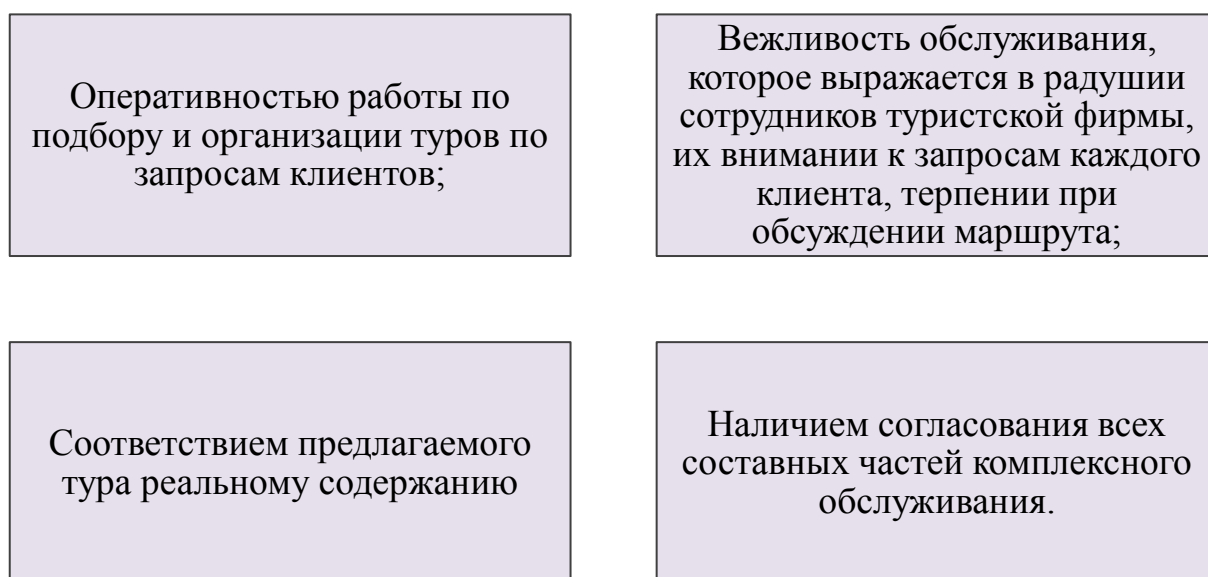 Оперативностью работы по
подбору и организации туров по
запросам клиентов;
Вежливость обслуживания,
которое выражается в радушии
сотрудников туристской фирмы,
их внимании к запросам каждого
клиента, терпении при
обсуждении маршрута;
Соответствием предлагаемого
тура реальному содержанию
Наличием согласования всех
составных частей комплексного
обслуживания.